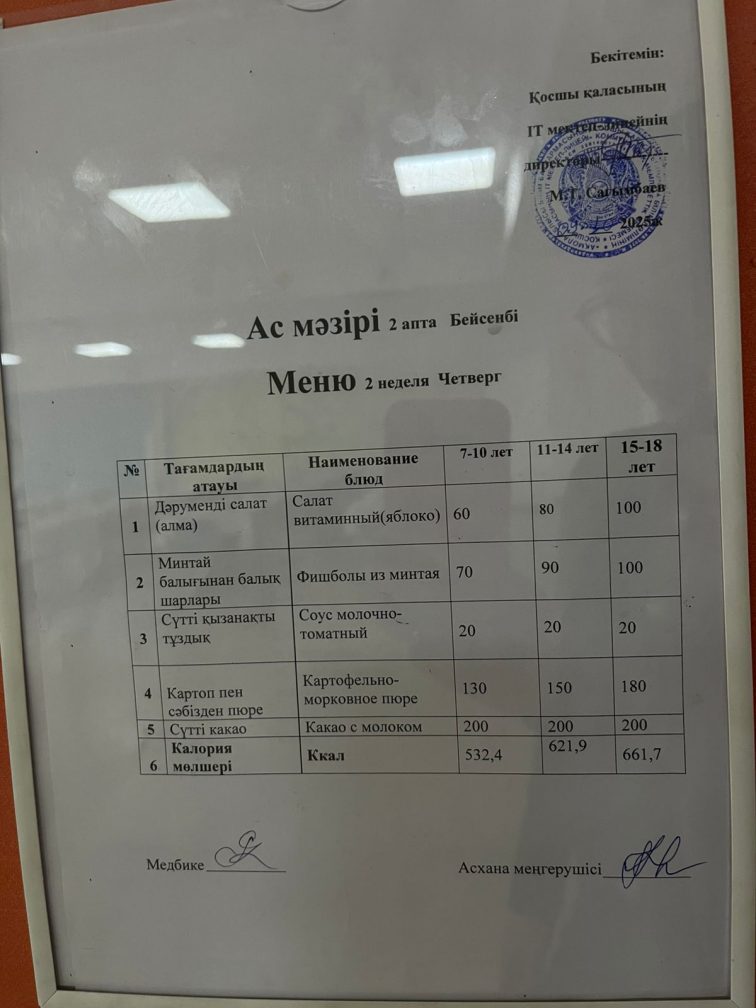 Бекітемін:
Қосшы қаласының
IT мектеп-лицейнің
директоры
М.Т. Сағымбаев
2025ж
Ас мәзірі 2 апта Бейсенбі
Меню 2 неделя Четверг
№ Тағамдардың атауы Наименование блюд 7-10 лет 11-14 лет 15-18 лет
1 Дәруменді салат (алма) Салат витаминный(яблоко) 60 80 100
2 Минтай балығынан балық шарлары Фишболы из минтая 70 90 100
3 Сүтті қызанақты тұздық Соус молочно-томатный 20 20 20
4 Картоп пен сәбізден пюре Картофельно-морковное пюре 130 150 180
5 Сүтті какао Какао с молоком 200 200 200
6 Калория мөлшері Ккал 532,4 621,9 661,7
Медбике
Асхана меңгерушісі